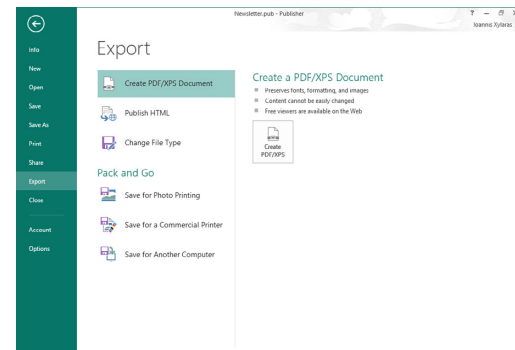 Newsletter.pub - Publisher
?
Ioannis Xylaras
Info
New
Open
Save
Save As
Print
Share
Export
Close
Account
Options
Export
Create PDF/XPS Document
Publish HTML
Change File Type
Pack and Go
Save for Photo Printing
Save for a Commercial Printer
Save for Another Computer
Create a PDF/XPS Document
Preserves fonts, formatting, and images
Content cannot be easily changed
Free viewers are available on the Web
Create
PDF/XPS